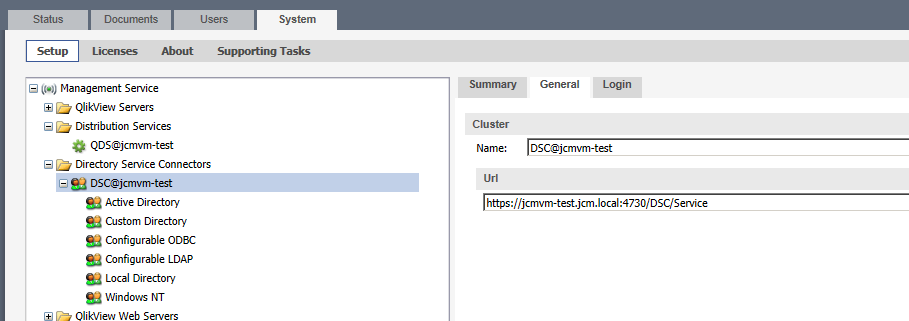 Status Documents Users System
Setup Licenses About Supporting Tasks
Management Service
QlikView Servers
Distribution Services
QDS@jcmvm-test
Directory Service Connectors
DSC@jcmvm-test
Active Directory
Custom Directory
Configurable ODBC
Configurable LDAP
Local Directory
Windows NT
QlikView Web Servers
Summary General Login
Cluster
Name: DSC@jcmvm-test
Url
https://jcmvm-test.jcm.local:4730/DSC/Service